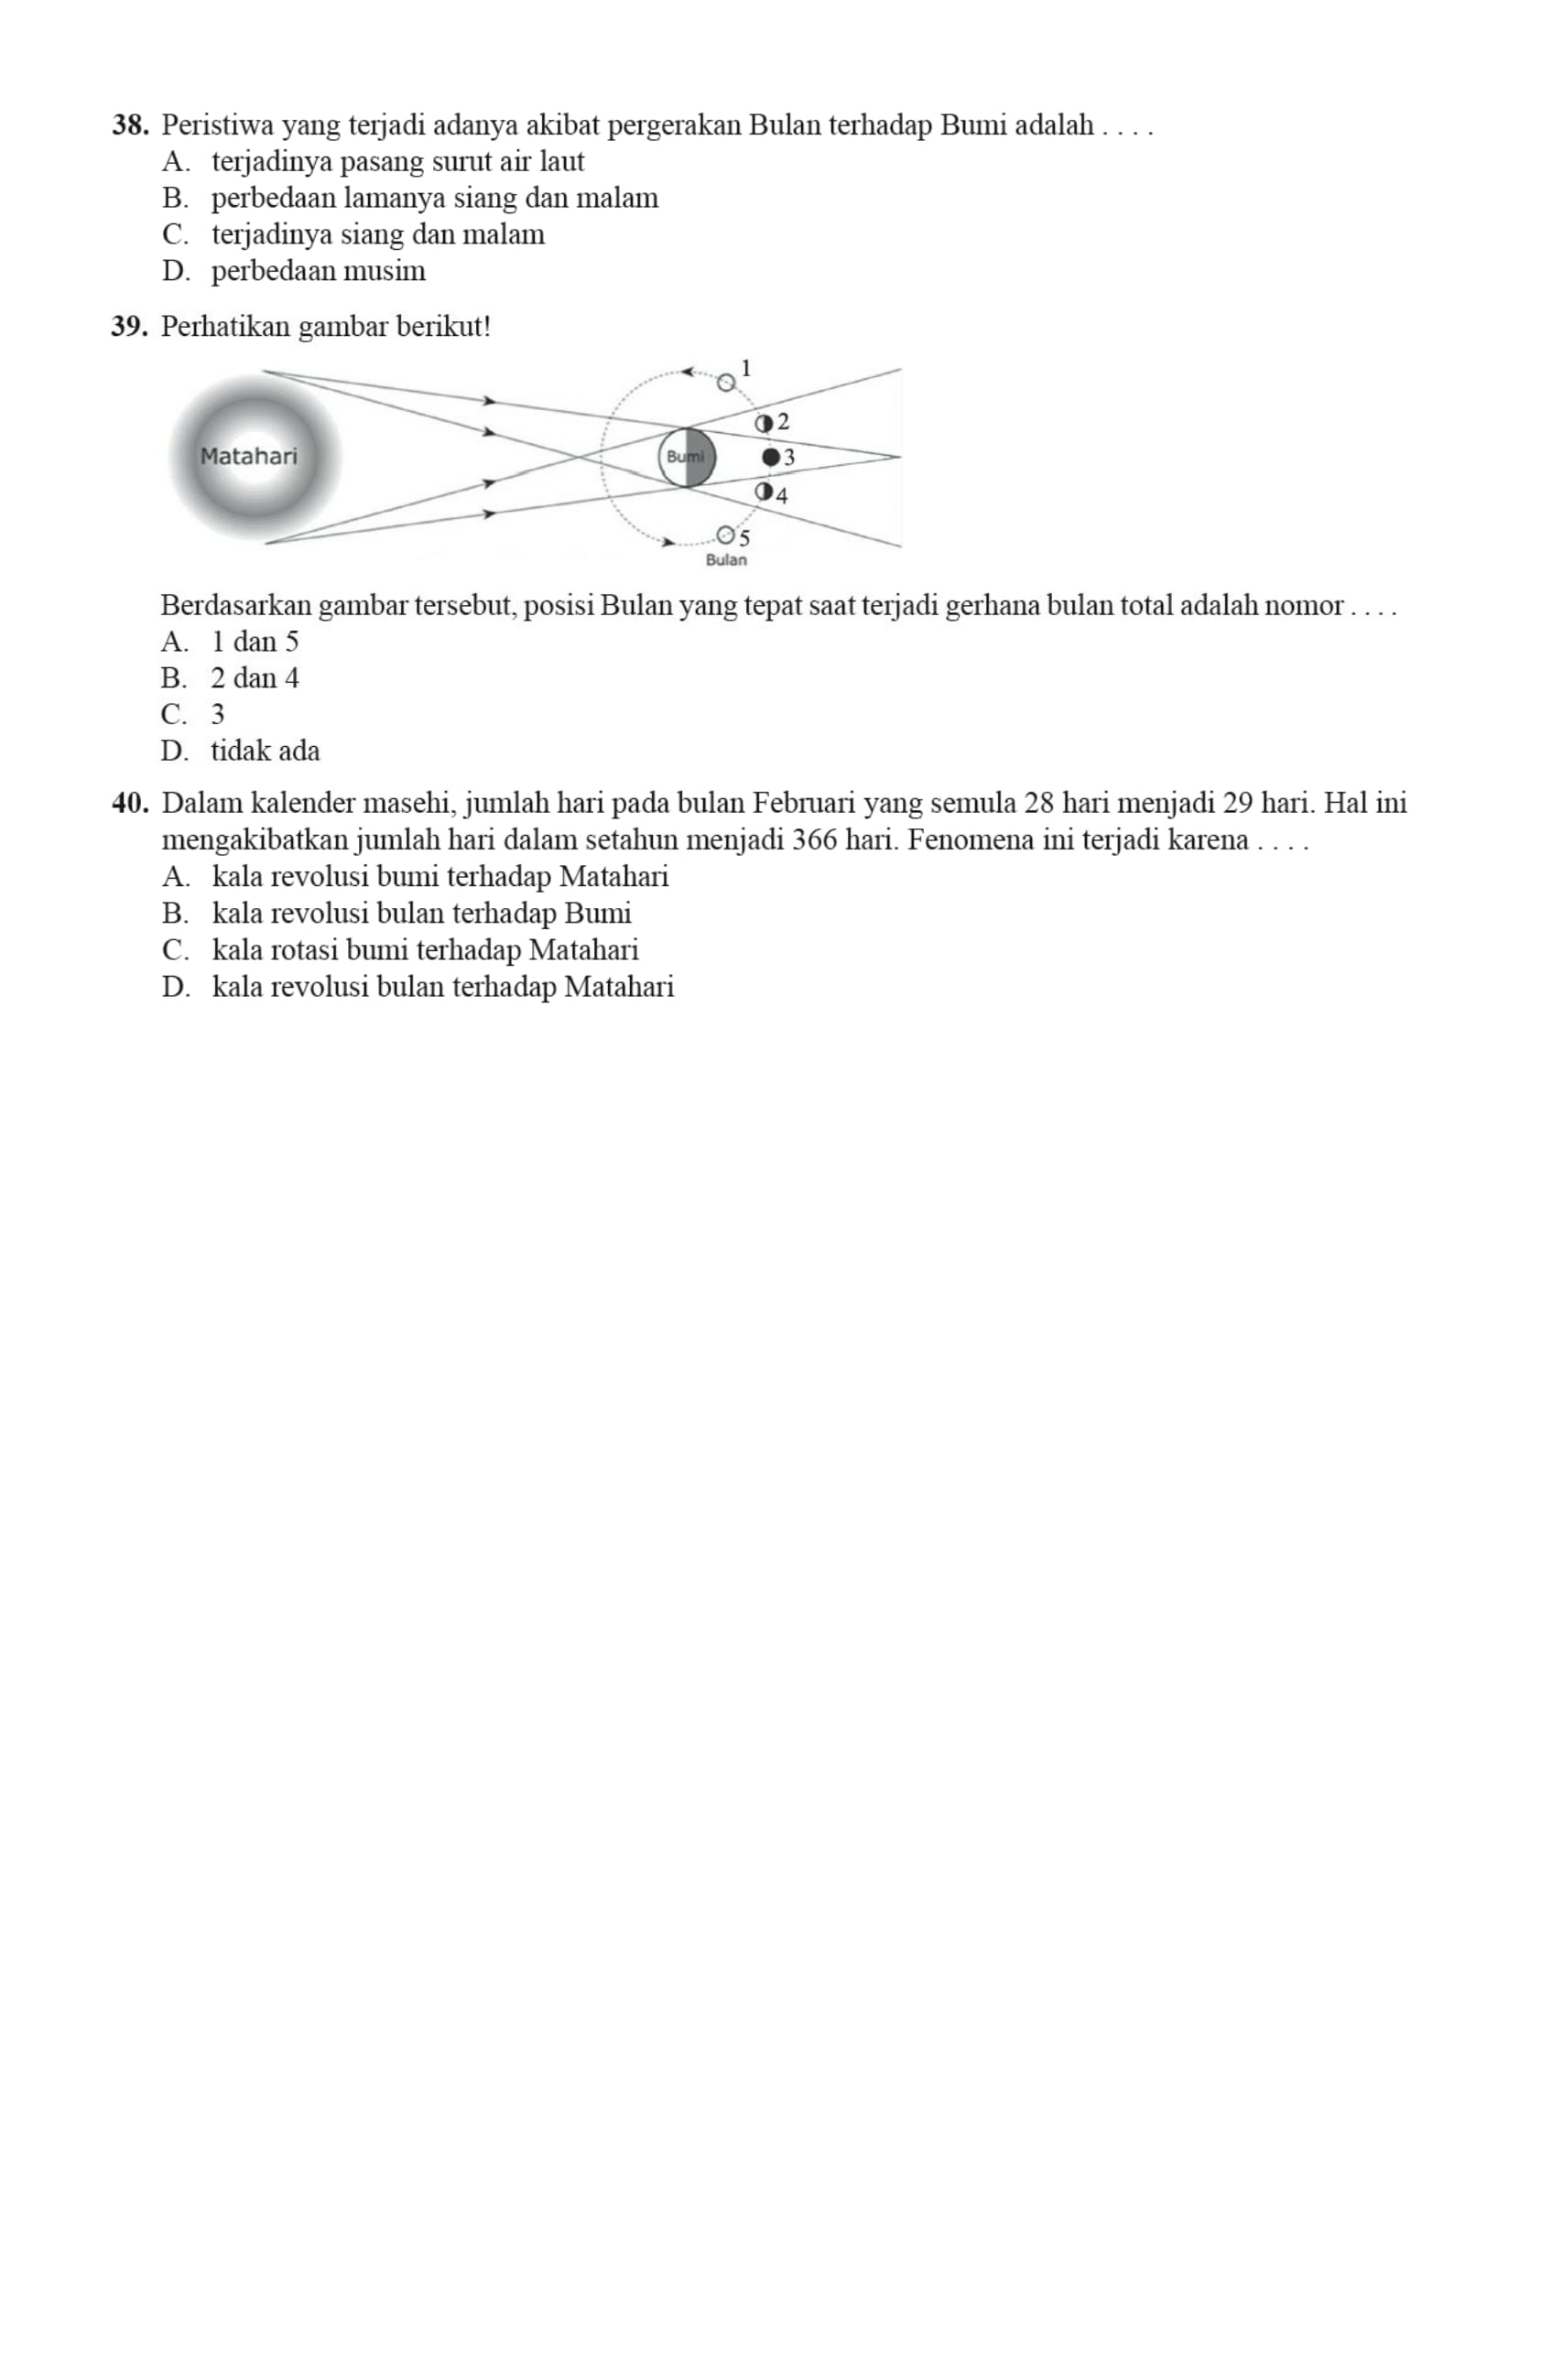 38. Peristiwa yang terjadi adanya akibat pergerakan Bulan terhadap Bumi adalah . . . .
A. terjadinya pasang surut air laut
B. perbedaan lamanya siang dan malam
C. terjadinya siang dan malam
D. perbedaan musim
39. Perhatikan gambar berikut!
1
2
Matahari
Bumi
3
4
5
Bulan
Berdasarkan gambar tersebut, posisi Bulan yang tepat saat terjadi gerhana bulan total adalah nomor . . . .
A. 1 dan 5
B. 2 dan 4
C. 3
D. tidak ada
40. Dalam kalender masehi, jumlah hari pada bulan Februari yang semula 28 hari menjadi 29 hari. Hal ini
mengakibatkan jumlah hari dalam setahun menjadi 366 hari. Fenomena ini terjadi karena . . . .
A. kala revolusi bumi terhadap Matahari
B. kala revolusi bulan terhadap Bumi
C. kala rotasi bumi terhadap Matahari
D. kala revolusi bulan terhadap Matahari